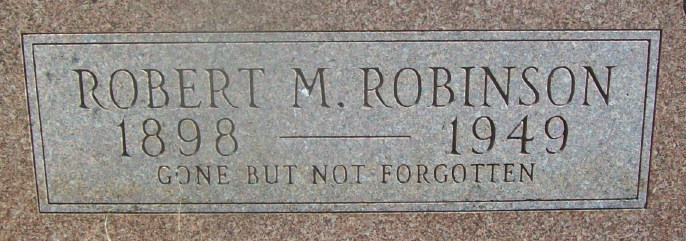 ROBERT M. ROBINSON
1898 — 1949
GONE BUT NOT FORGOTTEN